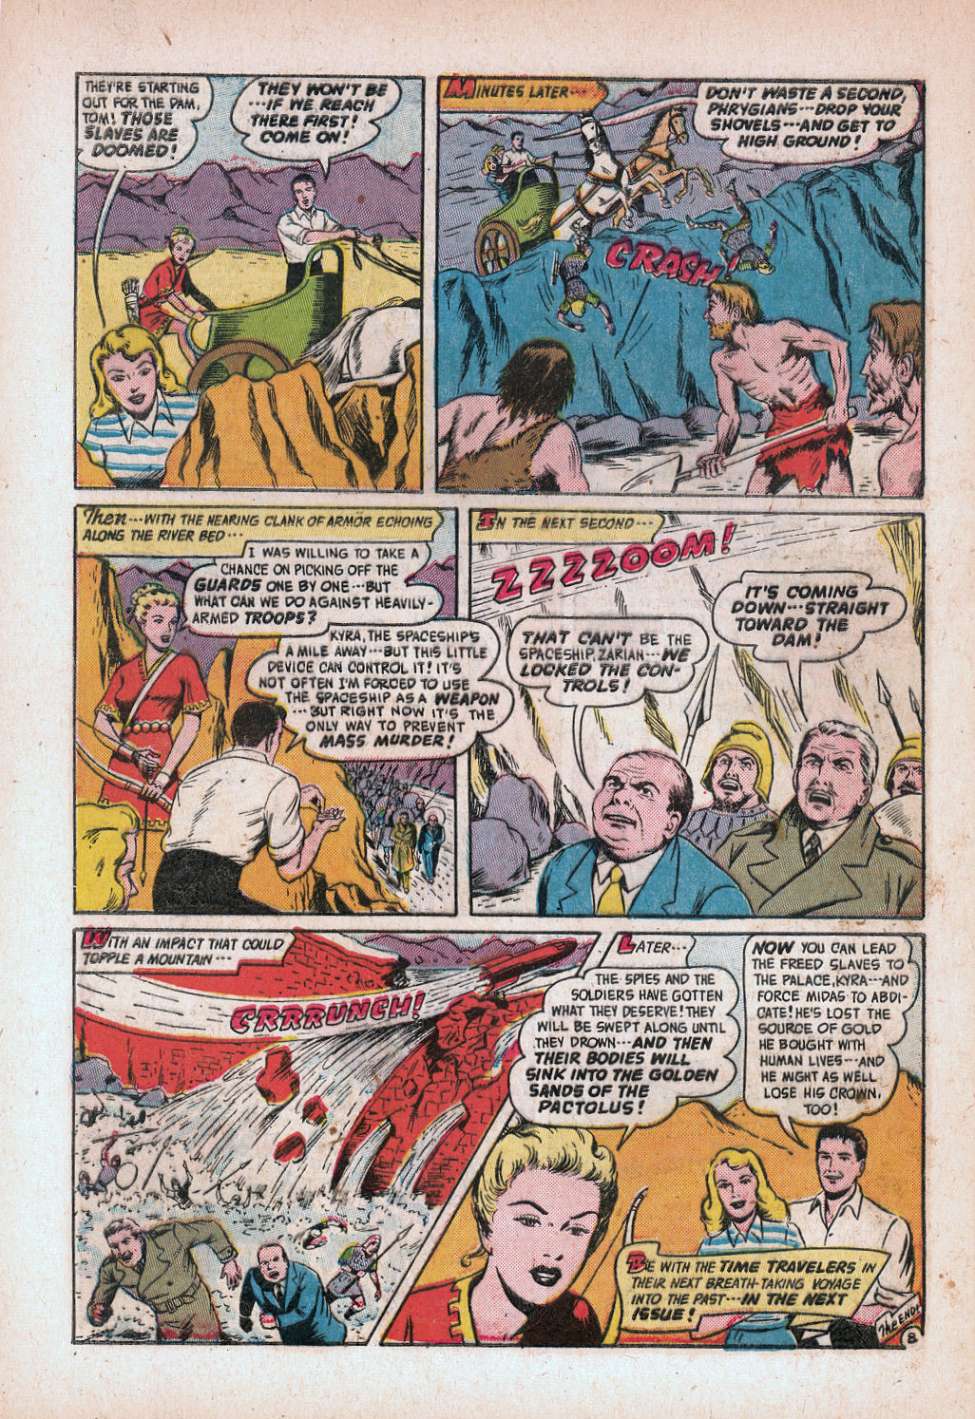 THEY'RE STARTING
OUT FOR THE DAM,
TOM! THOSE
SLAVES ARE
DOOMED!
THEY WON'T BE
---IF WE REACH
THERE FIRST!
COME ON!
MINUTES LATER---
DON'T WASTE A SECOND,
PHRYGIANS---DROP YOUR
SHOVELS---AND GET TO
HIGH GROUND!
CRASH!
THEN---WITH THE NEARING CLANK OF ARMOR ECHOING
ALONG THE RIVER BED---
I WAS WILLING TO TAKE A
CHANCE ON PICKING OFF THE
GUARDS ONE BY ONE---BUT
WHAT CAN WE DO AGAINST HEAVILY-
ARMED TROOPS?
KYRA, THE SPACESHIP'S
A MILE AWAY---BUT THIS LITTLE
DEVICE CAN CONTROL IT! IT'S
NOT OFTEN I'M FORCED TO USE
THE SPACESHIP AS A WEAPON
---BUT RIGHT NOW IT'S THE
ONLY WAY TO PREVENT
MASS MURDER!
IN THE NEXT SECOND---
ZZZZOOM!
THAT CAN'T BE THE
SPACESHIP, ZARIAN---WE
LOCKED THE CON-
TROLS!
IT'S COMING
DOWN---STRAIGHT
TOWARD THE
DAM!
WITH AN IMPACT THAT COULD
TOPPLE A MOUNTAIN---
CRRRUNCH!
LATER---
THE SPIES AND THE
SOLDIERS HAVE GOTTEN
WHAT THEY DESERVE! THEY
WILL BE SWEPT ALONG UNTIL
THEY DROWN---AND THEN
THEIR BODIES WILL
SINK INTO THE GOLDEN
SANDS OF THE
PACTOLUS!
NOW YOU CAN LEAD
THE FREED SLAVES TO
THE PALACE, KYRA---AND
FORCE MIDAS TO ABDI-
CATE! HE'S LOST THE
SOURCE OF GOLD
HE BOUGHT WITH
HUMAN LIVES---AND
HE MIGHT AS WELL
LOSE HIS CROWN,
TOO!
BE WITH THE TIME TRAVELERS IN
THEIR NEXT BREATH-TAKING VOYAGE
INTO THE PAST---IN THE NEXT
ISSUE!
THE END
8